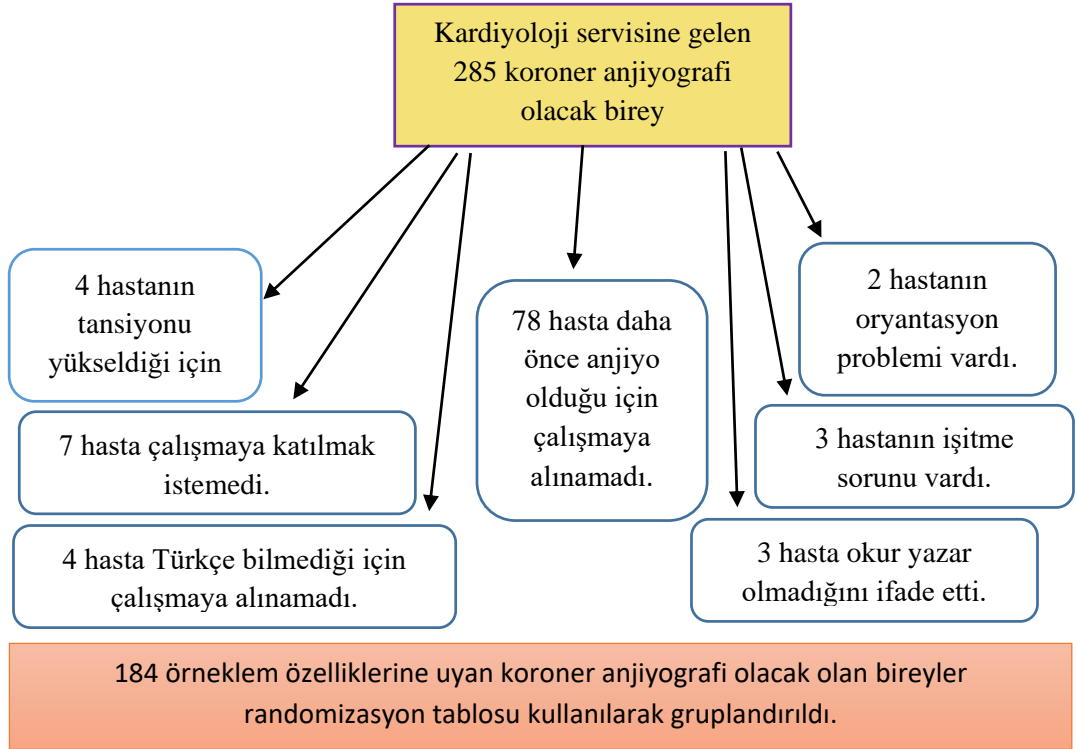 Kardiyoloji servisine gelen
285 koroner anjiyografi
olacak birey
4 hastanın
tansiyonu
yükseldiği için
7 hasta çalışmaya katılmak
istemedi.
4 hasta Türkçe bilmediği için
çalışmaya alınamadı.
78 hasta daha
önce anjiyo
olduğu için
çalışmaya
alınamadı.
2 hastanın
oryantasyon
problemi vardı.
3 hastanın işitme
sorunu vardı.
3 hasta okur yazar
olmadığını ifade etti.
184 örneklem özelliklerine uyan koroner anjiyografi olacak olan bireyler
randomizasyon tablosu kullanılarak gruplandırıldı.